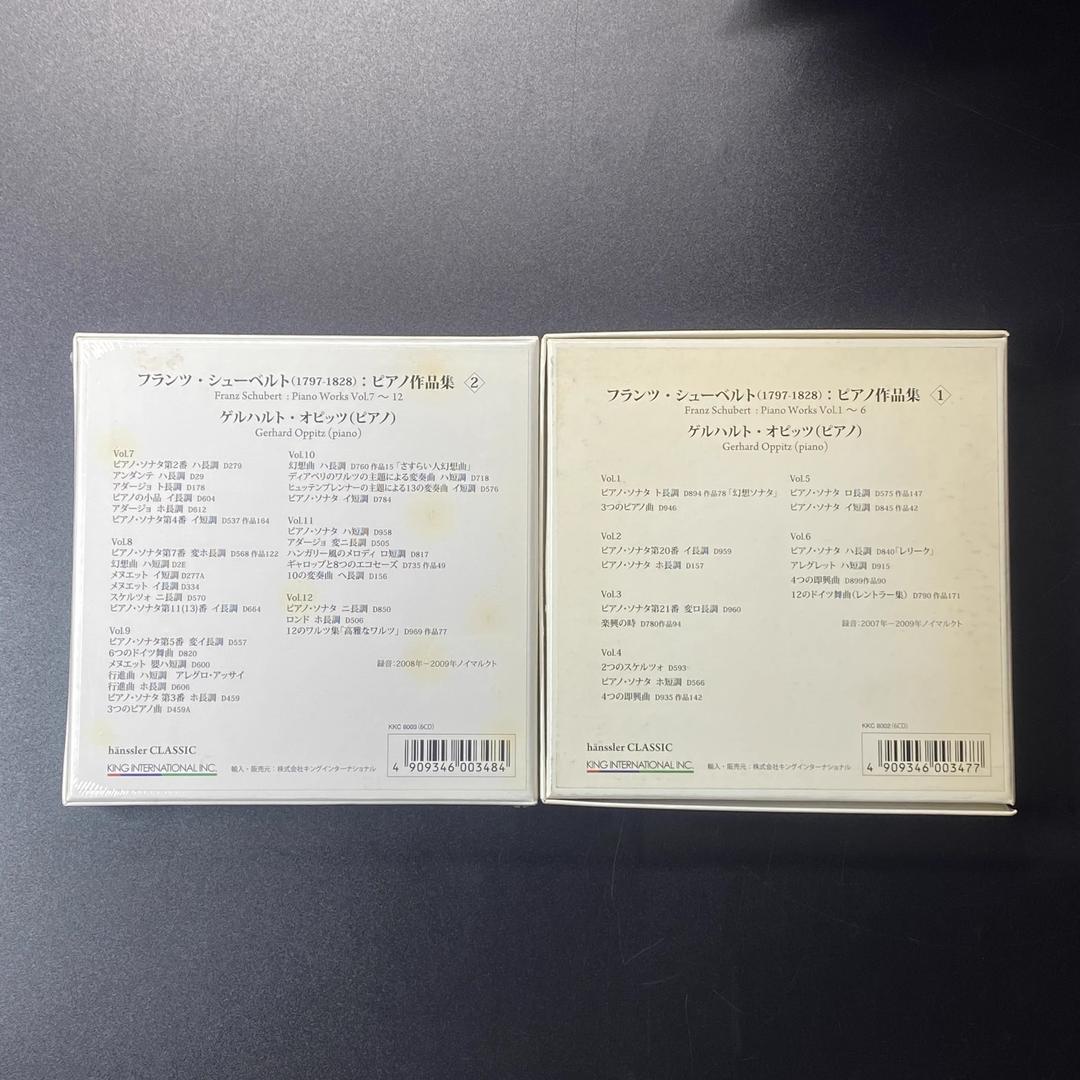 フランツ・シューベルト(1797-1828)：ピアノ作品集 2
Franz Schubert : Piano Works Vol.7 ～ 12
ゲルハルト・オピッツ(ピアノ)
Gerhard Oppitz (piano)
Vol.7
ピアノ・ソナタ第2番 ハ長調 D279
アンダンテ ハ長調 D29
アダージョ ト長調 D178
ピアノの小品 イ長調 D604
アダージョ ホ長調 D612
ピアノ・ソナタ第4番 イ短調 D537 作品164
Vol.8
ピアノ・ソナタ第7番 変ホ長調 D568 作品122
幻想曲 ハ短調 D2E
メヌエット イ短調 D277A
メヌエット イ長調 D334
スケルツォ ニ長調 D570
ピアノ・ソナタ第11(13)番 イ長調 D664
Vol.9
ピアノ・ソナタ第5番 変イ長調 D557
6つのドイツ舞曲 D820
メヌエット 嬰ハ短調 D600
行進曲 ハ短調 アレグロ・アッサイ
行進曲 ホ長調 D606
ピアノ・ソナタ 第3番 ホ長調 D459
3つのピアノ曲 D459A
Vol.10
幻想曲 ハ長調 D760 作品15「さすらい人幻想曲」
ディアベリのワルツの主題による変奏曲 ハ短調 D718
ヒュッテンブレンナーの主題による13の変奏曲 イ短調 D576
ピアノ・ソナタ イ短調 D784
Vol.11
ピアノ・ソナタ ハ短調 D958
アダージョ 変ニ長調 D505
ハンガリー風のメロディ ロ短調 D817
ギャロップと8つのエコセーズ D735 作品49
10の変奏曲 ヘ長調 D156
Vol.12
ピアノ・ソナタ ニ長調 D850
ロンド ホ長調 D506
12のワルツ集「高雅なワルツ」 D969 作品77
録音：2008年－2009年ノイマルクト
KKC 8003(6CD)
hänssler CLASSIC
KING INTERNATIONAL INC.
輸入・販売元：株式会社キングインターナショナル
4 909346 003484
フランツ・シューベルト(1797-1828)：ピアノ作品集 1
Franz Schubert : Piano Works Vol.1 ～ 6
ゲルハルト・オピッツ(ピアノ)
Gerhard Oppitz (piano)
Vol.1
ピアノ・ソナタ ト長調 D894 作品78「幻想ソナタ」
3つのピアノ曲 D946
Vol.2
ピアノ・ソナタ第20番 イ長調 D959
ピアノ・ソナタ ホ長調 D157
Vol.3
ピアノ・ソナタ第21番 変ロ長調 D960
楽興の時 D780作品94
Vol.4
2つのスケルツォ D593
ピアノ・ソナタ ホ短調 D566
4つの即興曲 D935 作品142
Vol.5
ピアノ・ソナタ ロ長調 D575 作品147
ピアノ・ソナタ イ短調 D845 作品42
Vol.6
ピアノ・ソナタ ハ長調 D840「レリーク」
アレグレット ハ短調 D915
4つの即興曲 D899作品90
12のドイツ舞曲(レントラー集) D790 作品171
録音：2007年－2009年ノイマルクト
KKC 8002(6CD)
hänssler CLASSIC
KING INTERNATIONAL INC.
輸入・販売元：株式会社キングインターナショナル
4 909346 003477